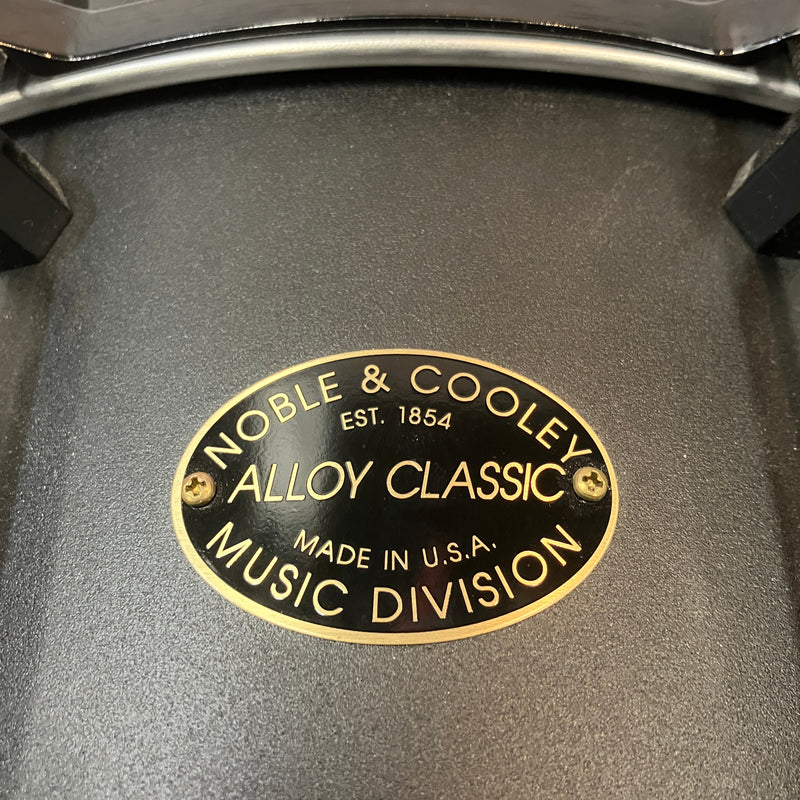 NOBLE & COOLEY
EST. 1854
ALLOY CLASSIC
MADE IN U.S.A.
MUSIC DIVISION